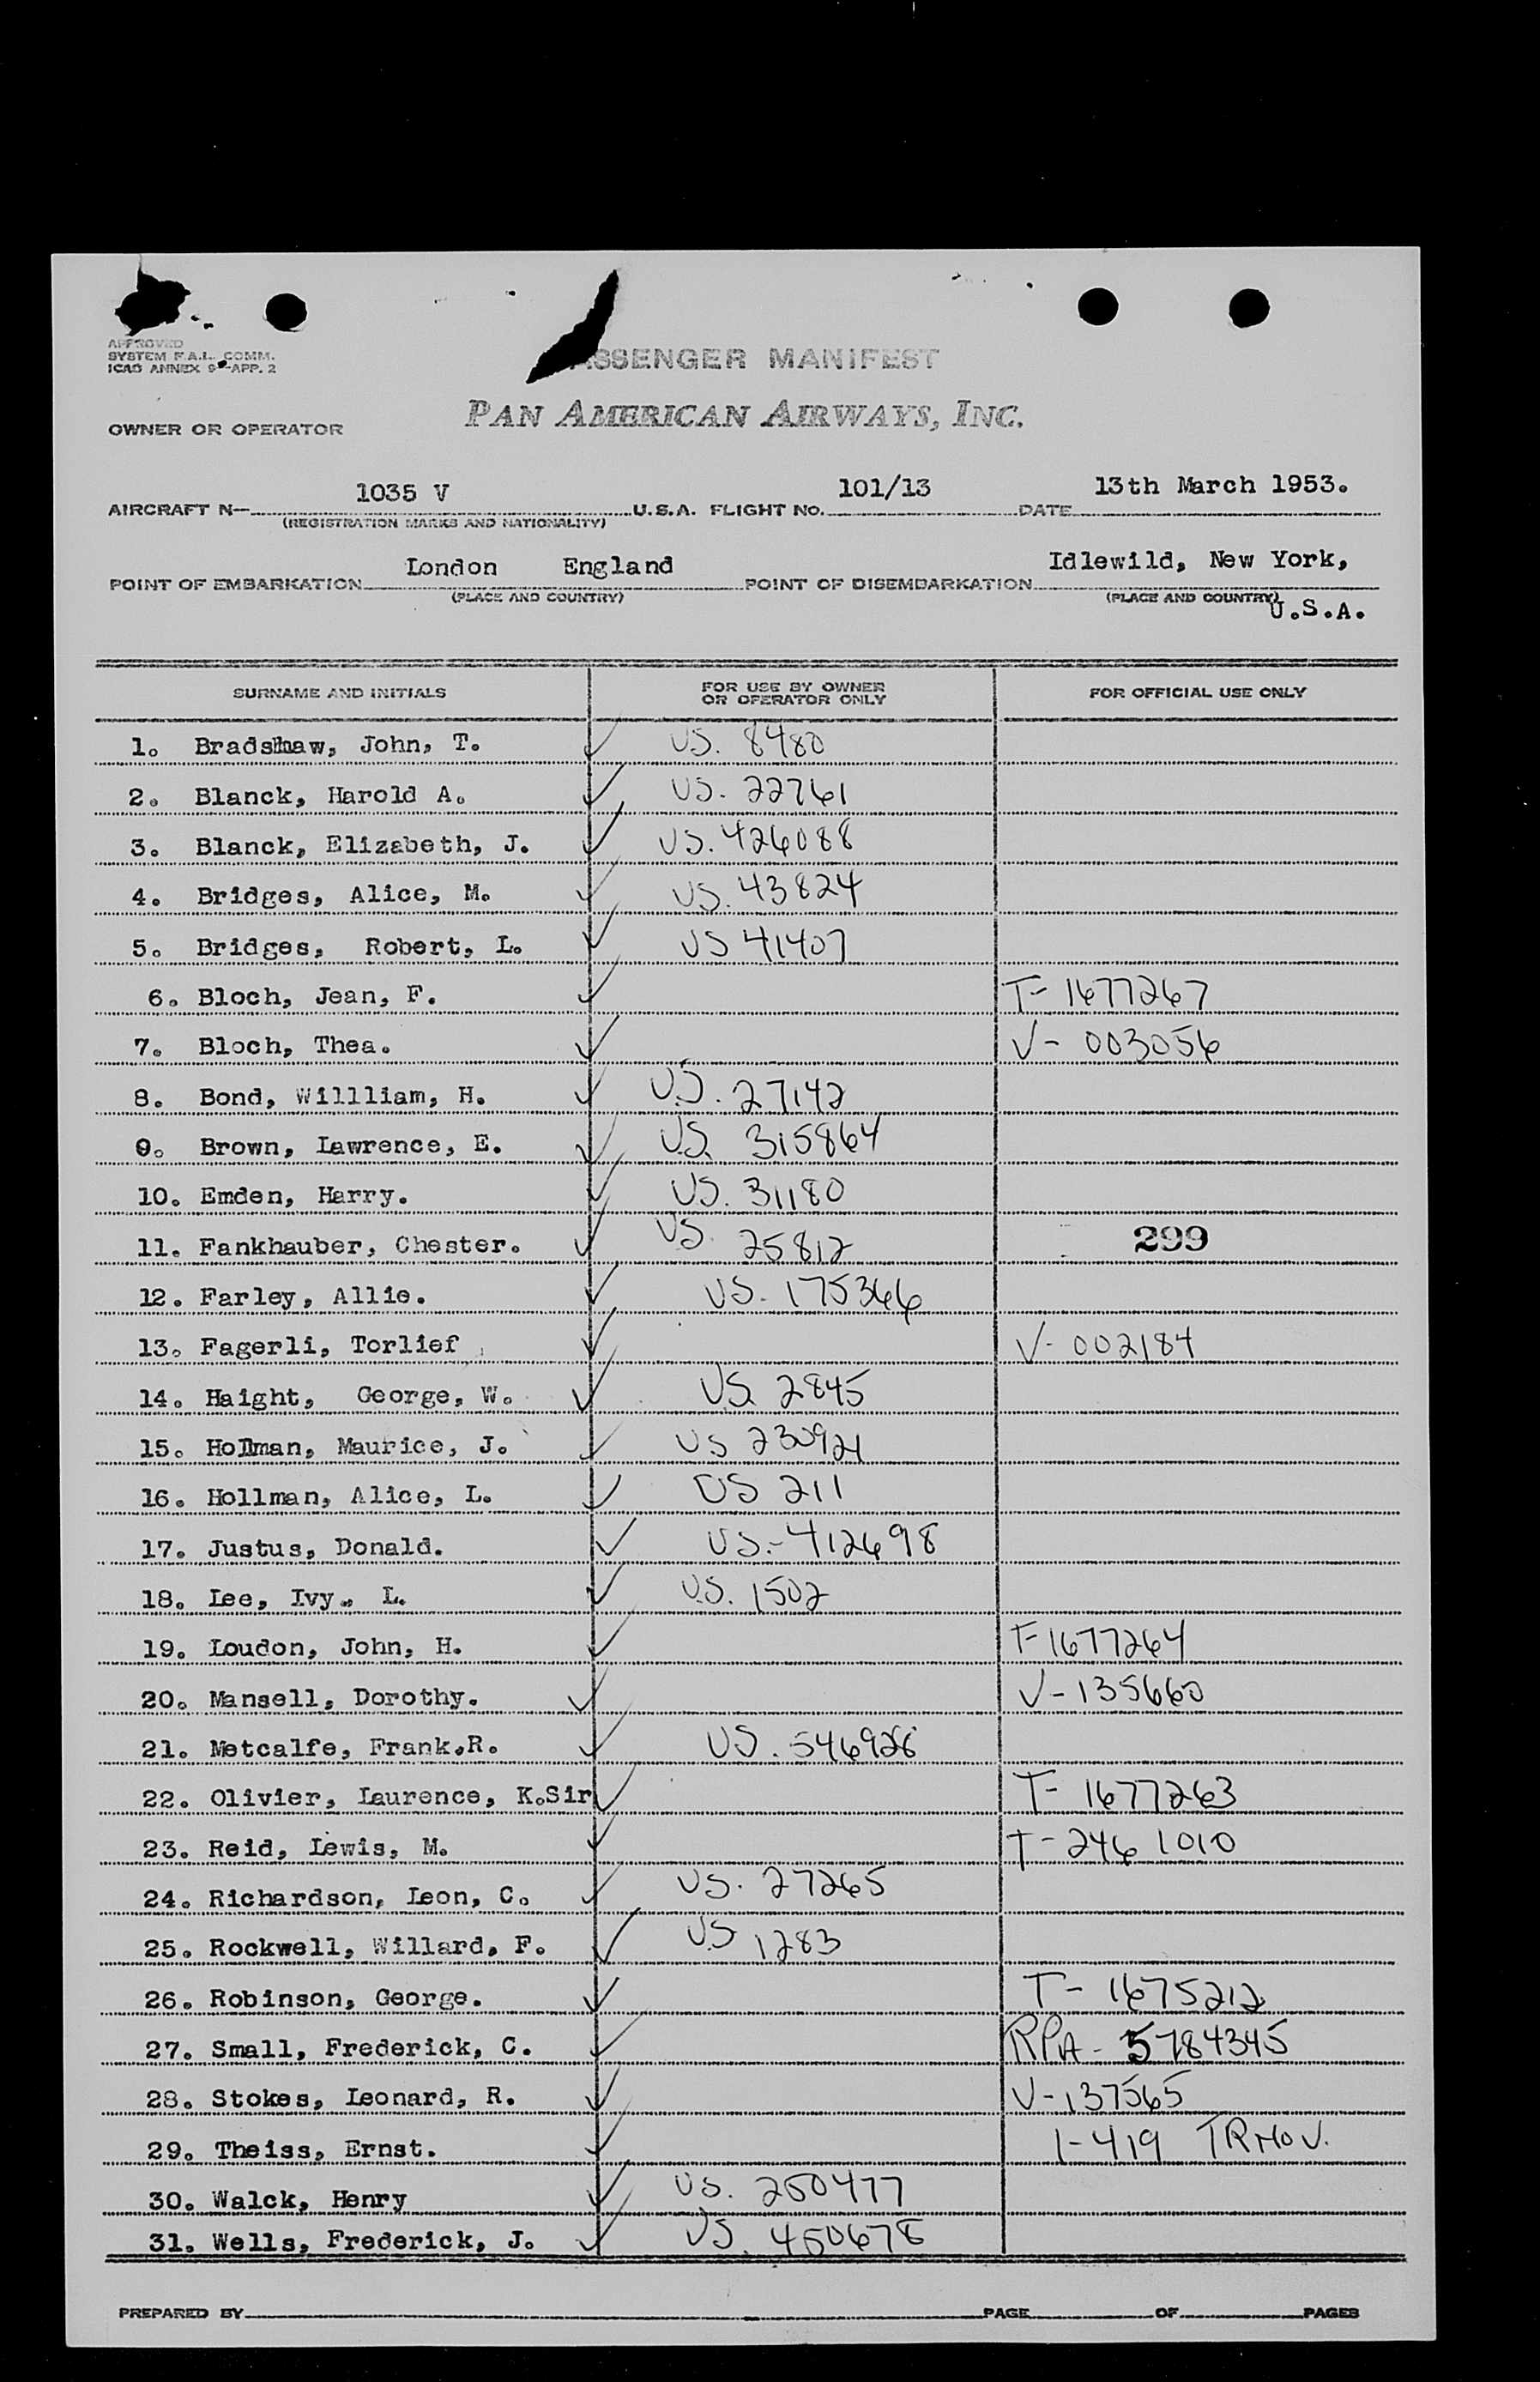 APPROVED
SYSTEM F.A.L. COMM.
ICAO ANNEX 9-APP. 2
SSENGER MANIFEST
OWNER OR OPERATOR PAN AMERICAN AIRWAYS, INC.
AIRCRAFT N- 1035 V U.S.A. FLIGHT NO. 101/13 DATE 13th March 1953.
(REGISTRATION MARKS AND NATIONALITY)
POINT OF EMBARKATION London England POINT OF DISEMBARKATION Idlewild, New York,
(PLACE AND COUNTRY) (PLACE AND COUNTRY) U.S.A.
SURNAME AND INITIALS FOR USE BY OWNER OR OPERATOR ONLY FOR OFFICIAL USE ONLY
1. Bradshaw, John, T. ✓ US. 8480
2. Blanck, Harold A. ✓ US. 22761
3. Blanck, Elizabeth, J. ✓ US. 426088
4. Bridges, Alice, M. ✓ US. 43824
5. Bridges, Robert, L. ✓ US 41407
6. Bloch, Jean, F. ✓ T- 1677267
7. Bloch, Thea. ✓ V- 003056
8. Bond, Willliam, H. ✓ US. 27142
9. Brown, Lawrence, E. ✓ US. 315864
10. Emden, Harry. ✓ US. 31180
11. Fankhauber, Chester. ✓ US. 25812 299
12. Farley, Allie. ✓ US. 175366
13. Fagerli, Torlief ✓ V- 002184
14. Haight, George, W. ✓ US. 2845
15. Hollman, Maurice, J. ✓ US 230921
16. Hollman, Alice, L. ✓ US 211
17. Justus, Donald. ✓ US.- 412698
18. Lee, Ivy., L. ✓ U.S. 1502
19. Loudon, John, H. ✓ T-1677264
20. Mansell, Dorothy. ✓ V-135660
21. Metcalfe, Frank.R. ✓ US. 546926
22. Olivier, Laurence, K.Sir ✓ T- 1677263
23. Reid, Lewis, M. ✓ T- 2461010
24. Richardson, Leon, C. ✓ US. 27265
25. Rockwell, Willard, F. ✓ US 1283
26. Robinson, George. ✓ T- 1675212
27. Small, Frederick, C. ✓ RPA- 5784345
28. Stokes, Leonard, R. ✓ V-137565
29. Theiss, Ernst. ✓ 1-419 TRMOV.
30. Walck, Henry ✓ US. 250477
31. Wells, Frederick, J. ✓ US. 450678
PREPARED BY PAGE OF PAGES